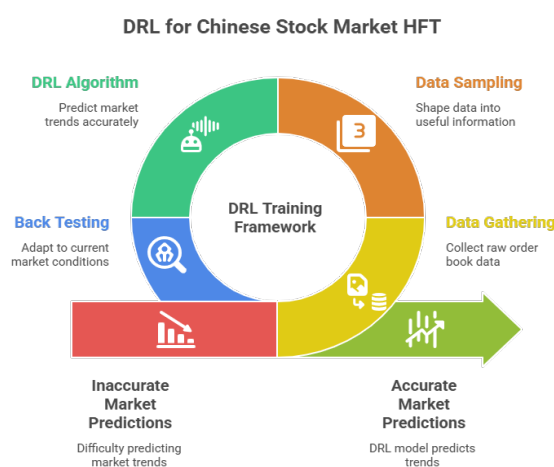 DRL for Chinese Stock Market HFT
DRL Algorithm
Predict market
trends accurately
Data Sampling
Shape data into
useful information
3
DRL Training
Framework
Back Testing
Adapt to current
market conditions
Data Gathering
Collect raw order
book data
Inaccurate
Market
Predictions
Difficulty predicting
market trends
Accurate
Market
Predictions
DRL model predicts
trends